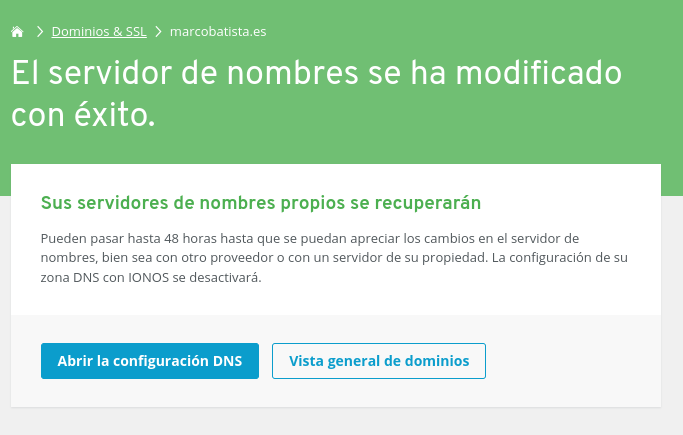 Dominios & SSL marcobatista.es
El servidor de nombres se ha modificado
con éxito.
Sus servidores de nombres propios se recuperarán
Pueden pasar hasta 48 horas hasta que se puedan apreciar los cambios en el servidor de
nombres, bien sea con otro proveedor o con un servidor de su propiedad. La configuración de su
zona DNS con IONOS se desactivará.
Abrir la configuración DNS Vista general de dominios